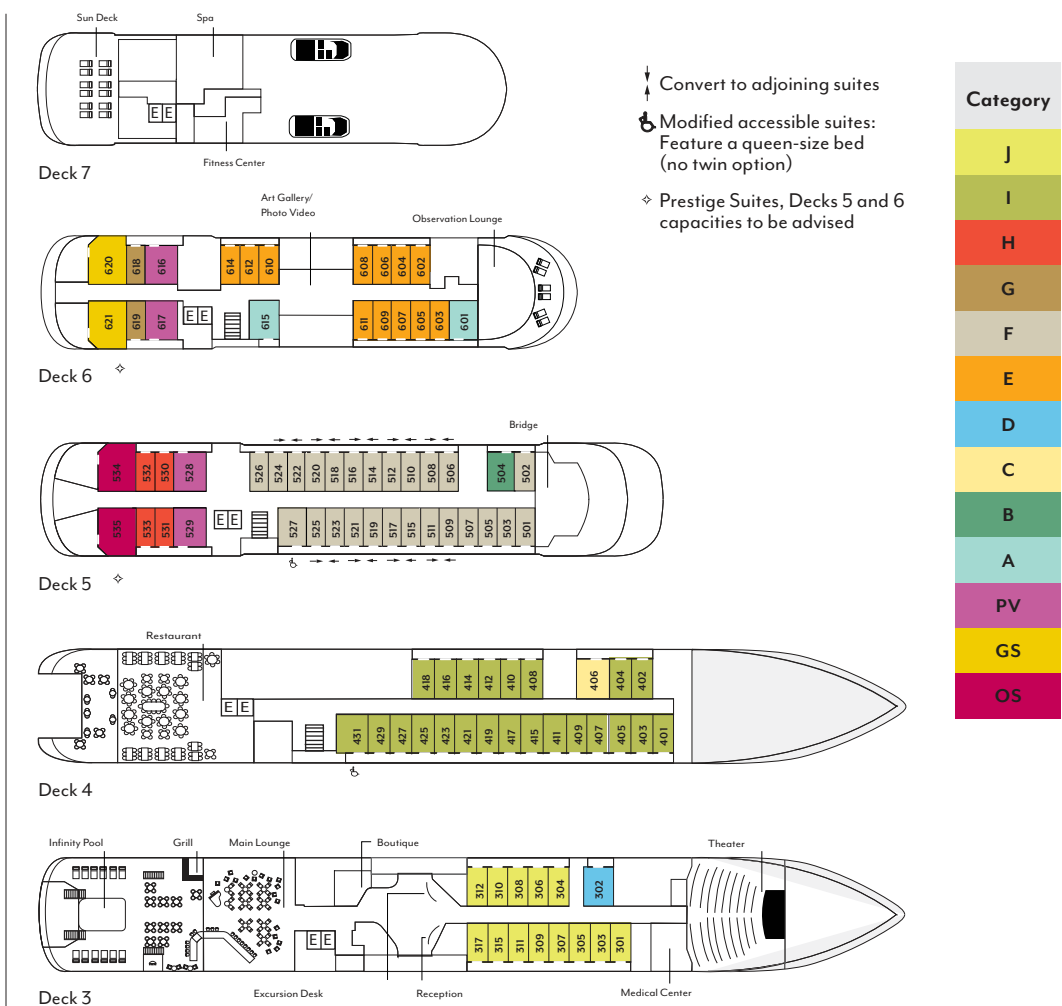 Sun Deck
Spa
E E
Fitness Center
Deck 7
Convert to adjoining suites
Modified accessible suites:
Feature a queen-size bed
(no twin option)
Prestige Suites, Decks 5 and 6
capacities to be advised
Category
J
I
H
G
F
E
D
C
B
A
PV
GS
OS
Art Gallery/
Photo Video
Observation Lounge
620 618 616 614 612 610 608 606 604 602
E E
621 619 617 615 611 609 607 605 603 601
Deck 6
Bridge
534 532 530 528 526 524 522 520 518 516 514 512 510 508 506 504 502
E E
535 533 531 529 527 525 523 521 519 517 515 511 509 507 505 503 501
Deck 5
Restaurant
418 416 414 412 410 408 406 404 402
E E
431 429 427 425 423 421 419 417 415 411 409 407 405 403 401
Deck 4
Infinity Pool
Grill
Main Lounge
Boutique
Theater
312 310 308 306 304 302
E E
317 315 311 309 307 305 303 301
Excursion Desk
Reception
Medical Center
Deck 3